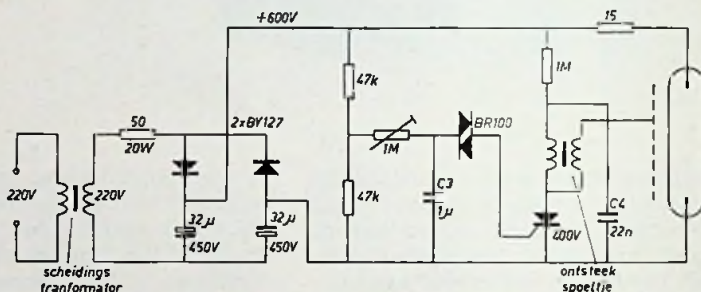 +600V
15
47k
1M
50
2xBY127
BR100
20W
1M
220V
220V
47k
C3
1µ
32µ
450V
32µ
450V
400V
C4
22n
scheidings
tranformator
ontsteek
spoeltje